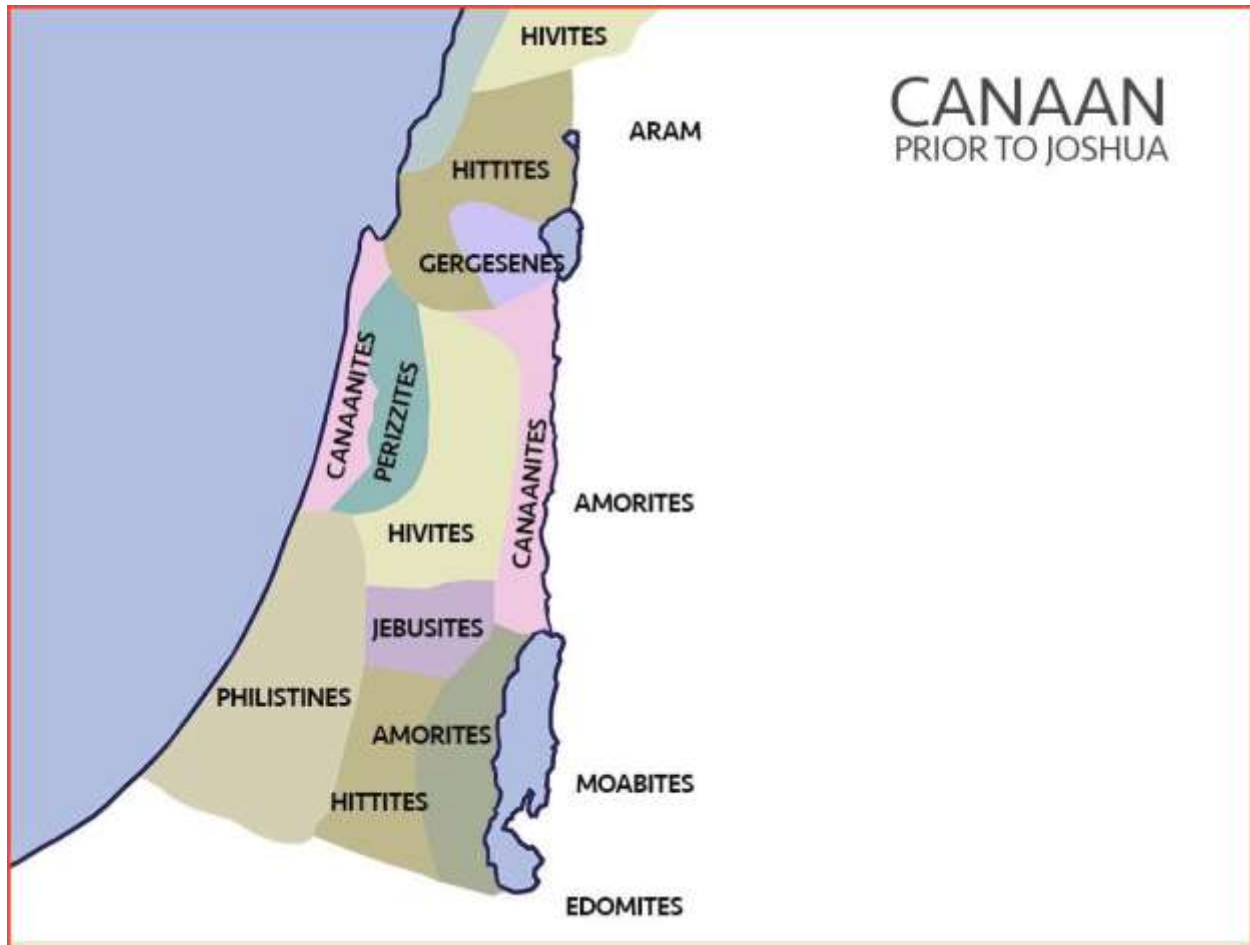 HIVITES
CANAAN
PRIOR TO JOSHUA
ARAM
HITTITES
GERGESENES
CANAANITES
PERIZZITES
CANAANITES
AMORITES
HIVITES
JEBUSITES
PHILISTINES
AMORITES
MOABITES
HITTITES
EDOMITES